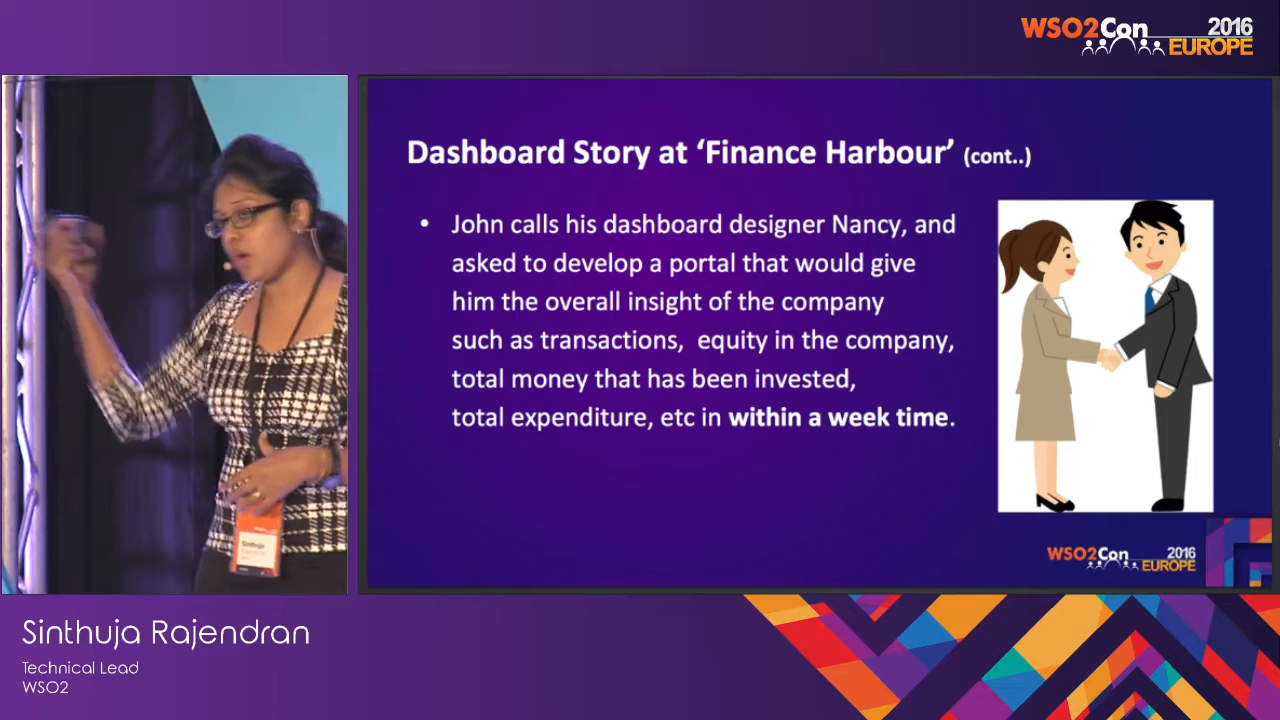 WSO2Con 2016
EUROPE
Dashboard Story at ‘Finance Harbour’ (cont..)
• John calls his dashboard designer Nancy, and
asked to develop a portal that would give
him the overall insight of the company
such as transactions, equity in the company,
total money that has been invested,
total expenditure, etc in within a week time.
WSO2Con 2016
EUROPE
Sinthuja
Sinthuja Rajendran
Technical Lead
WSO2